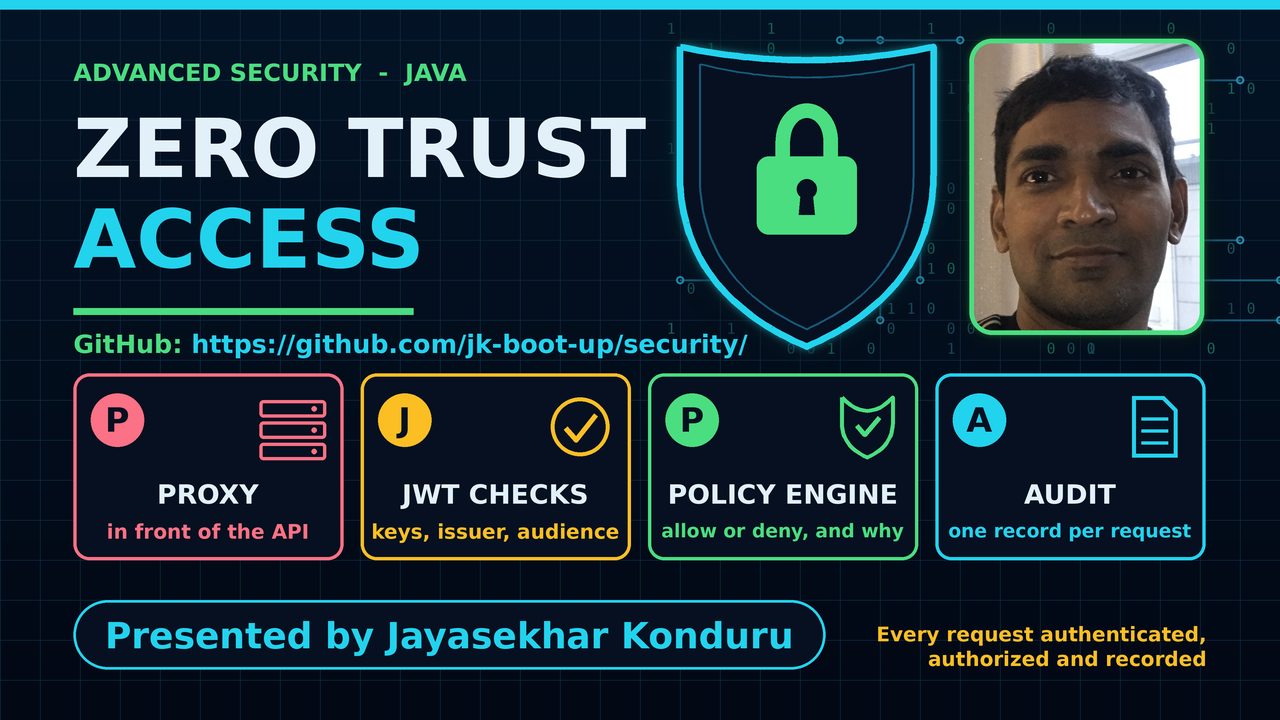 ADVANCED SECURITY - JAVA
ZERO TRUST
ACCESS
GitHub: https://github.com/jk-boot-up/security/
P
PROXY
in front of the API
J
JWT CHECKS
keys, issuer, audience
P
POLICY ENGINE
allow or deny, and why
A
AUDIT
one record per request
Presented by Jayasekhar Konduru
Every request authenticated,
authorized and recorded